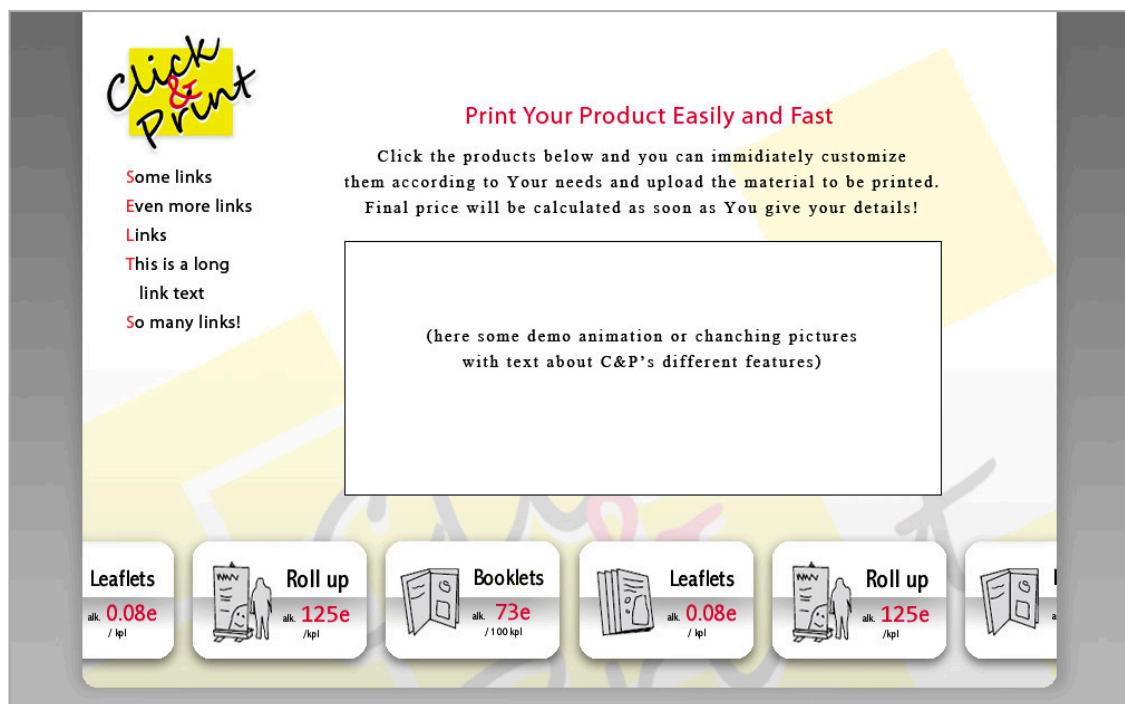 Click
&
Print
Print Your Product Easily and Fast
Click the products below and you can immidiately customize
them according to Your needs and upload the material to be printed.
Final price will be calculated as soon as You give your details!
Some links
Even more links
Links
This is a long
link text
So many links!
(here some demo animation or chanching pictures
with text about C&P's different features)
Leaflets
alk. 0.08e
/ kpl
Roll up
alk. 125e
/kpl
Booklets
alk. 73e
/ 100 kpl
Leaflets
alk. 0.08e
/ kpl
Roll up
alk. 125e
/kpl